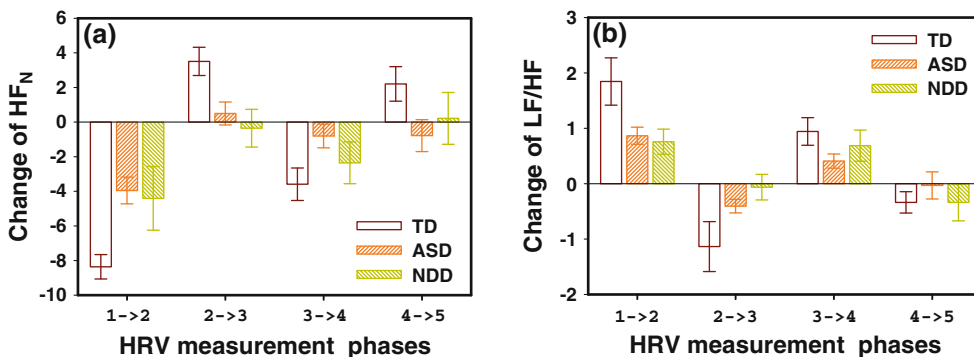 (a)
Change of HF_N
6
4
2
0
-2
-4
-6
-8
-10
TD
ASD
NDD
1->2 2->3 3->4 4->5
HRV measurement phases
(b)
Change of LF/HF
3
2
1
0
-1
-2
TD
ASD
NDD
1->2 2->3 3->4 4->5
HRV measurement phases